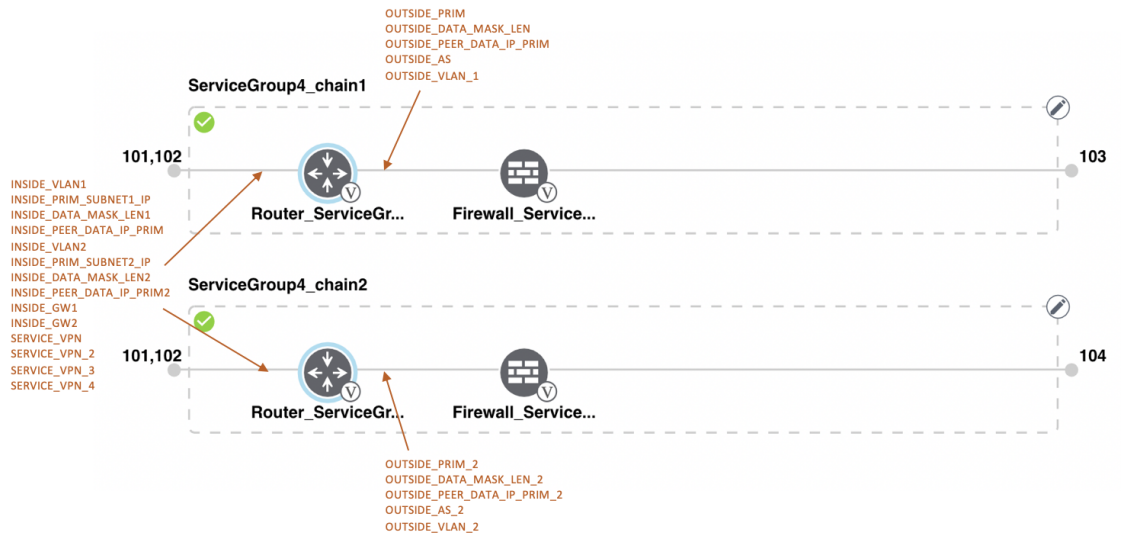 OUTSIDE_PRIM
OUTSIDE_DATA_MASK_LEN
OUTSIDE_PEER_DATA_IP_PRIM
OUTSIDE_AS
OUTSIDE_VLAN_1
ServiceGroup4_chain1
101,102
103
V
V
Router_ServiceGr...
Firewall_Service...
INSIDE_VLAN1
INSIDE_PRIM_SUBNET1_IP
INSIDE_DATA_MASK_LEN1
INSIDE_PEER_DATA_IP_PRIM
INSIDE_VLAN2
INSIDE_PRIM_SUBNET2_IP
INSIDE_DATA_MASK_LEN2
INSIDE_PEER_DATA_IP_PRIM2
INSIDE_GW1
INSIDE_GW2
SERVICE_VPN
SERVICE_VPN_2
SERVICE_VPN_3
SERVICE_VPN_4
ServiceGroup4_chain2
101,102
104
V
V
Router_ServiceGr...
Firewall_Service...
OUTSIDE_PRIM_2
OUTSIDE_DATA_MASK_LEN_2
OUTSIDE_PEER_DATA_IP_PRIM_2
OUTSIDE_AS_2
OUTSIDE_VLAN_2